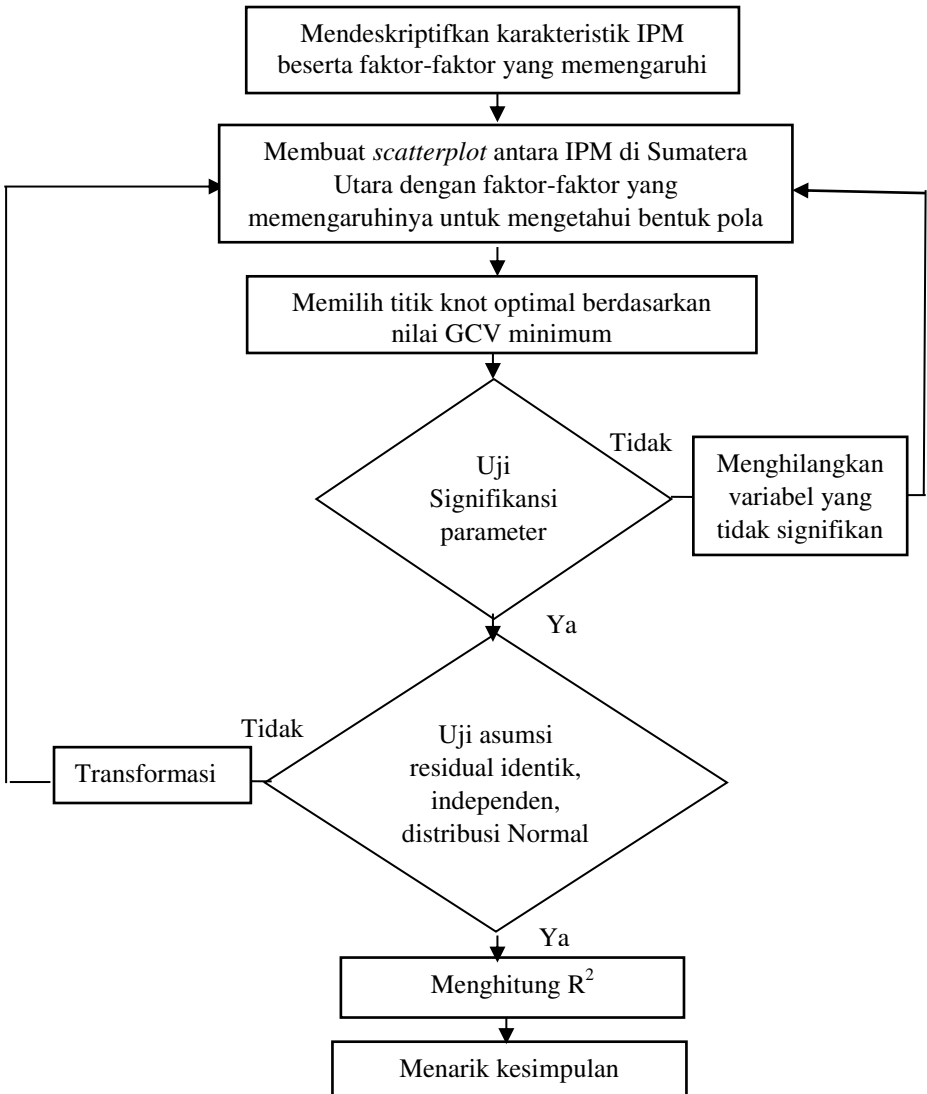 Mendeskriptifkan karakteristik IPM
beserta faktor-faktor yang memengaruhi
Membuat scatterplot antara IPM di Sumatera
Utara dengan faktor-faktor yang
memengaruhinya untuk mengetahui bentuk pola
Memilih titik knot optimal berdasarkan
nilai GCV minimum
Uji
Signifikansi
parameter
Tidak
Menghilangkan
variabel yang
tidak signifikan
Ya
Uji asumsi
residual identik,
independen,
distribusi Normal
Tidak
Transformasi
Ya
Menghitung R²
Menarik kesimpulan